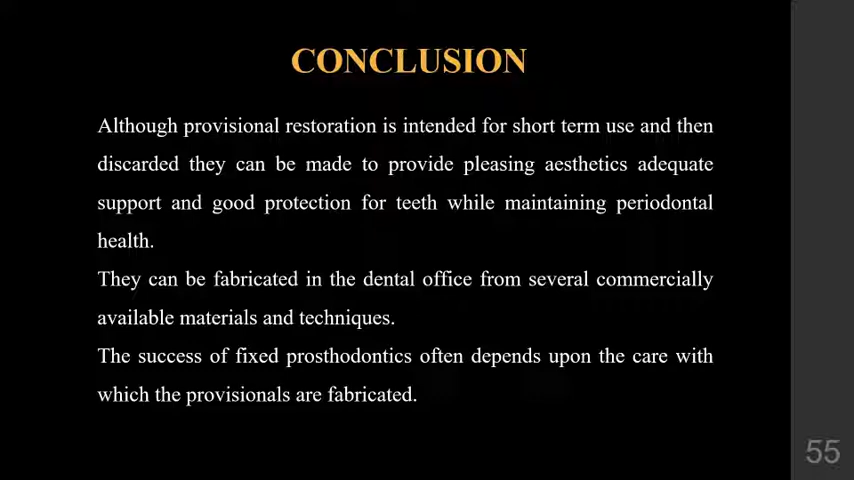 CONCLUSION
Although provisional restoration is intended for short term use and then
discarded they can be made to provide pleasing aesthetics adequate
support and good protection for teeth while maintaining periodontal
health.
They can be fabricated in the dental office from several commercially
available materials and techniques.
The success of fixed prosthodontics often depends upon the care with
which the provisionals are fabricated.
55